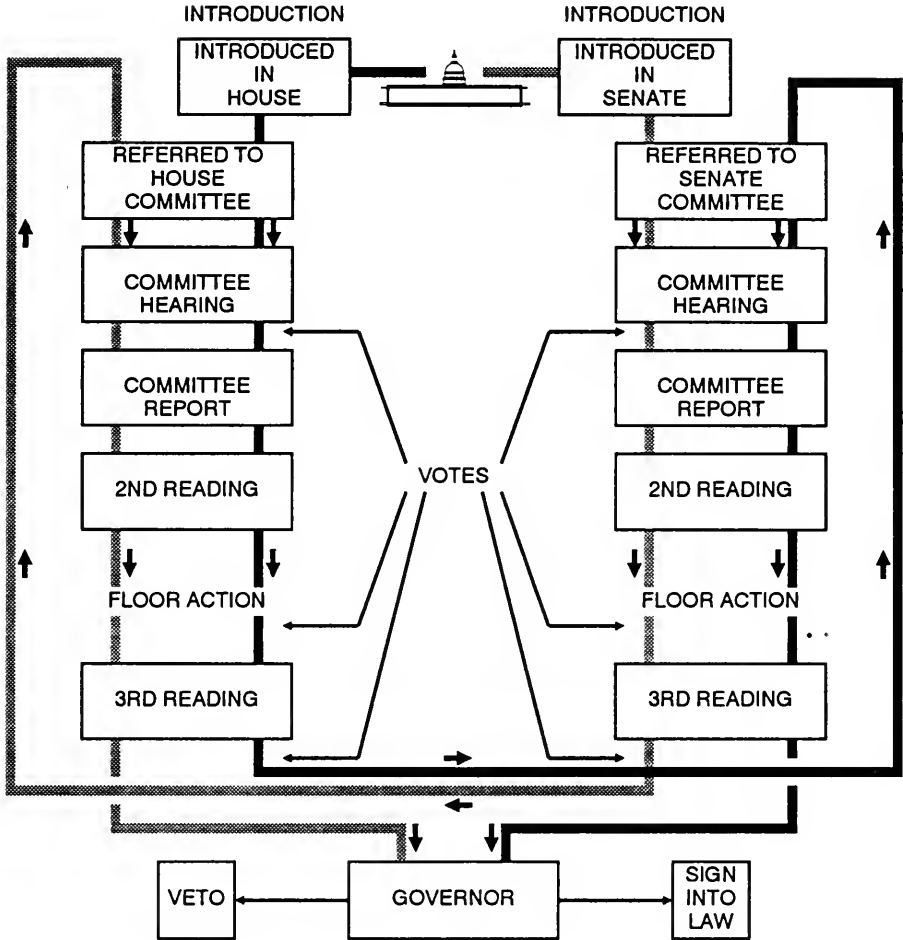 INTRODUCTION
INTRODUCTION
INTRODUCED
IN
HOUSE
INTRODUCED
IN
SENATE
REFERRED TO
HOUSE
COMMITTEE
REFERRED TO
SENATE
COMMITTEE
COMMITTEE
HEARING
COMMITTEE
HEARING
COMMITTEE
REPORT
COMMITTEE
REPORT
2ND READING
VOTES
2ND READING
FLOOR ACTION
FLOOR ACTION
3RD READING
3RD READING
VETO
GOVERNOR
SIGN
INTO
LAW